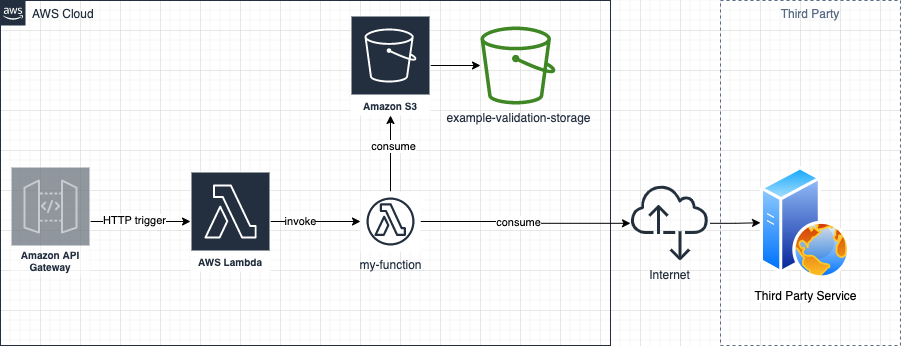 aws
AWS Cloud
Third Party
Amazon S3
example-validation-storage
consume
HTTP trigger
invoke
consume
Amazon API
Gateway
AWS Lambda
my-function
Internet
Third Party Service